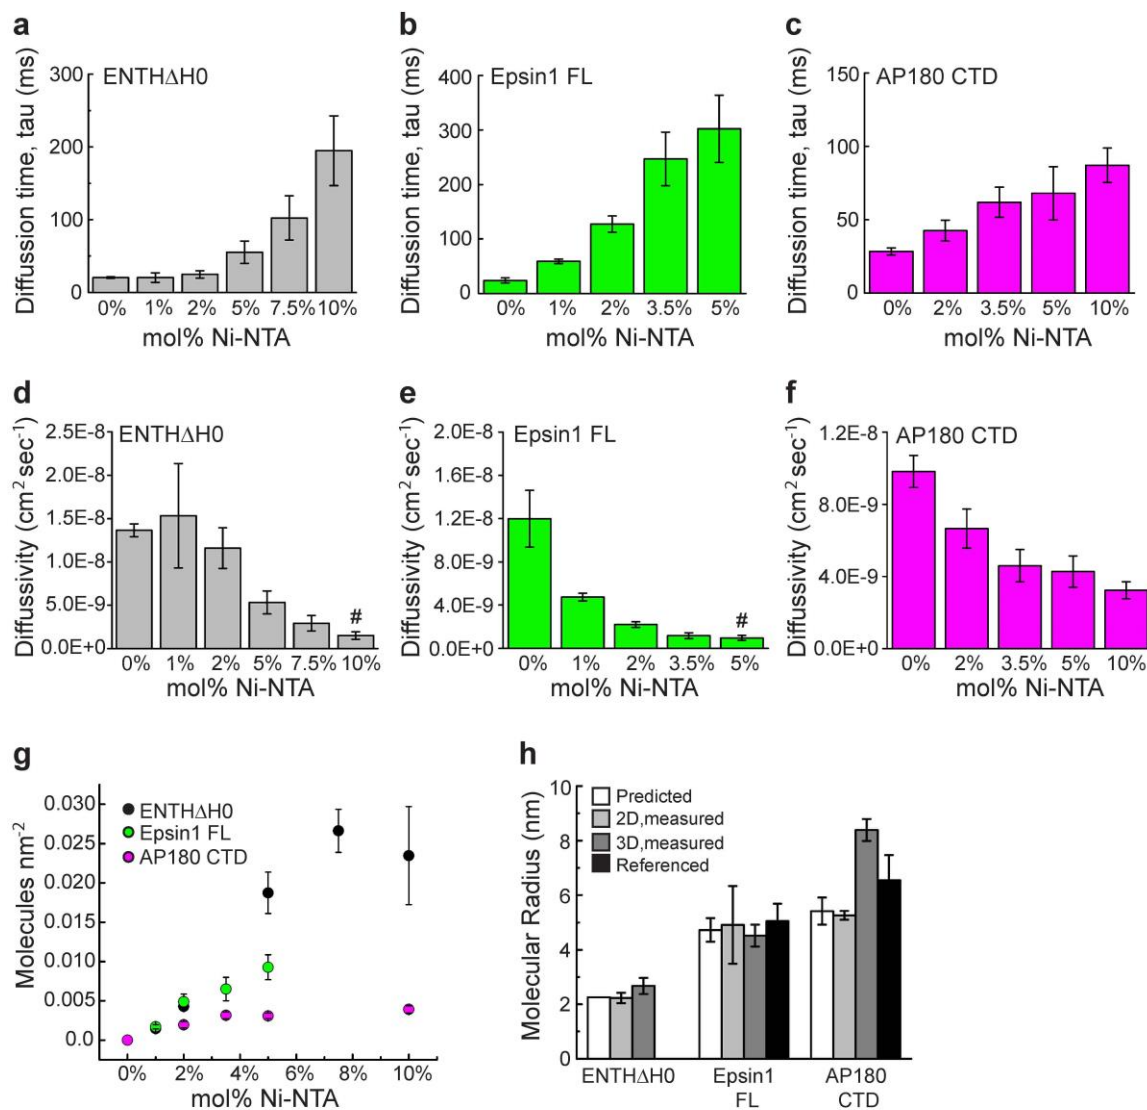 a
ENTHΔH0
Diffussion time, tau (ms)
300
200
100
0
0% 1% 2% 5% 7.5% 10%
mol% Ni-NTA
b
Epsin1 FL
Diffussion time, tau (ms)
400
300
200
100
0
0% 1% 2% 3.5% 5%
mol% Ni-NTA
c
AP180 CTD
Diffussion time, tau (ms)
150
100
50
0
0% 2% 3.5% 5% 10%
mol% Ni-NTA
d
ENTHΔH0
Diffussivity (cm² sec⁻¹)
2.5E-8
2.0E-8
1.5E-8
1.0E-8
5.0E-9
0.0E+0
#
0% 1% 2% 5% 7.5% 10%
mol% Ni-NTA
e
Epsin1 FL
Diffussivity (cm² sec⁻¹)
2.0E-8
1.6E-8
1.2E-8
8.0E-9
4.0E-9
0.0E+0
#
0% 1% 2% 3.5% 5%
mol% Ni-NTA
f
AP180 CTD
Diffussivity (cm² sec⁻¹)
1.2E-8
8.0E-9
4.0E-9
0.0E+0
0% 2% 3.5% 5% 10%
mol% Ni-NTA
g
Molecules nm⁻²
0.030
0.025
0.020
0.015
0.010
0.005
0.0
ENTHΔH0
Epsin1 FL
AP180 CTD
0% 2% 4% 6% 8% 10%
mol% Ni-NTA
h
Molecular Radius (nm)
10
8
6
4
2
0
Predicted
2D,measured
3D,measured
Referenced
ENTHΔH0 Epsin1 AP180
FL CTD